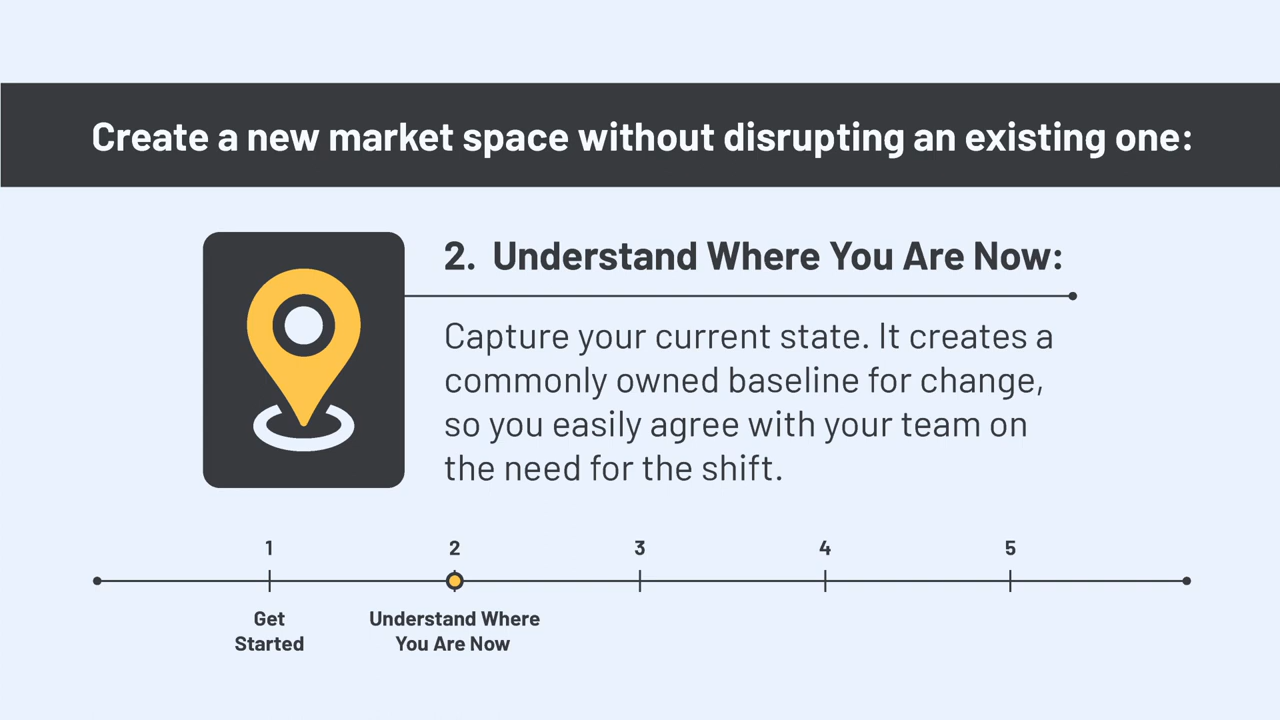 Create a new market space without disrupting an existing one:
2. Understand Where You Are Now:
Capture your current state. It creates a
commonly owned baseline for change,
so you easily agree with your team on
the need for the shift.
1
2
3
4
5
Get
Started
Understand Where
You Are Now